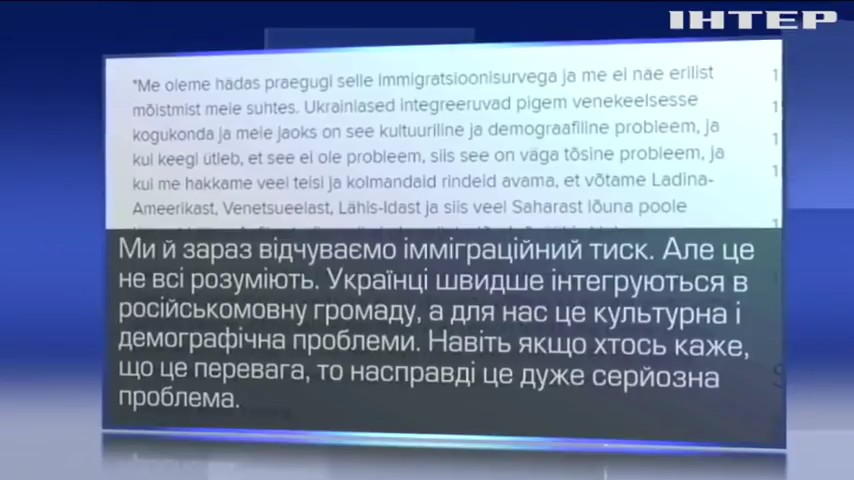 ІНТЕР
"Me oleme hädas praegugi selle immigratsioonisurvega ja me ei näe erilist
mõistmist meie suhtes. Ukrainlased integreeruvad pigem venekeelsesse
kogukonda ja meie jaoks on see kultuuriline ja demograafiline probleem, ja
kui keegi ütleb, et see ei ole probleem, siis see on väga tõsine probleem, ja
kui me hakkame veel teisi ja kolmandaid rindeid avama, et võtame Ladina-
Ameerikast, Venetsueelast, Lähis-Idast ja siis veel Saharast lõuna poole
Ми й зараз відчуваємо імміграційний тиск. Але це
не всі розуміють. Українці швидше інтегруються в
російськомовну громаду, а для нас це культурна і
демографічна проблеми. Навіть якщо хтось каже,
що це перевага, то насправді це дуже серйозна
проблема.